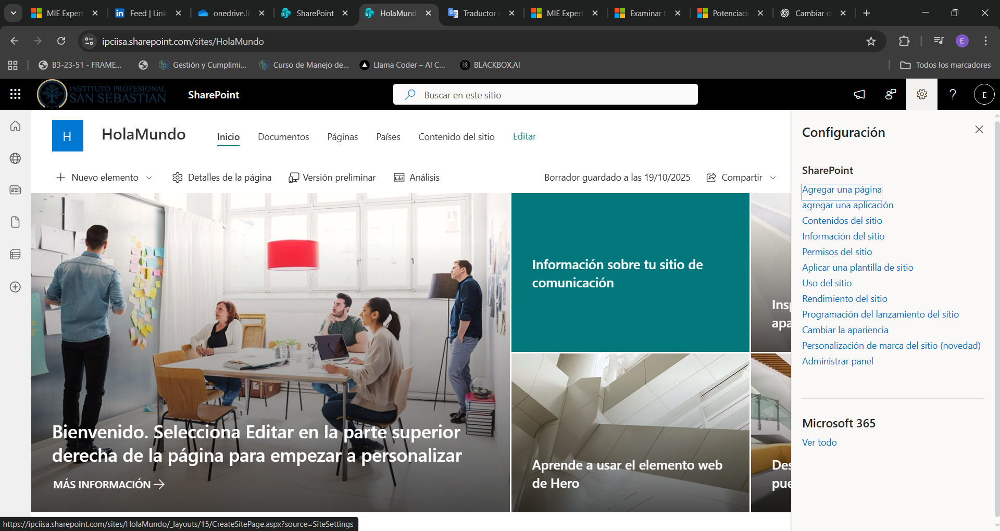 MIE Expert
Feed | Link
onedrive.li
SharePoint
HolaMund
Traductor
MIE Expert
Examinar t
Potenciaci
Cambiar c
ipciisa.sharepoint.com/sites/HolaMundo
E
B3-23-51 - FRAME...
Gestión y Cumplimi...
Curso de Manejo de...
Llama Coder – AI C...
BLACKBOX.AI
Todos los marcadores
INSTITUTO PROFESIONAL
SAN SEBASTIAN
SharePoint
Buscar en este sitio
E
H
HolaMundo
Inicio
Documentos
Páginas
Países
Contenido del sitio
Editar
Nuevo elemento
Detalles de la página
Versión preliminar
Análisis
Borrador guardado a las 19/10/2025
Compartir
Bienvenido. Selecciona Editar en la parte superior
derecha de la página para empezar a personalizar
MÁS INFORMACIÓN
Información sobre tu sitio de
comunicación
Aprende a usar el elemento web
de Hero
Insp
apa
Des
pue
Configuración
SharePoint
Agregar una página
agregar una aplicación
Contenidos del sitio
Información del sitio
Permisos del sitio
Aplicar una plantilla de sitio
Uso del sitio
Rendimiento del sitio
Programación del lanzamiento del sitio
Cambiar la apariencia
Personalización de marca del sitio (novedad)
Administrar panel
Microsoft 365
Ver todo
https://ipciisa.sharepoint.com/sites/HolaMundo/_layouts/15/CreateSitePage.aspx?source=SiteSettings